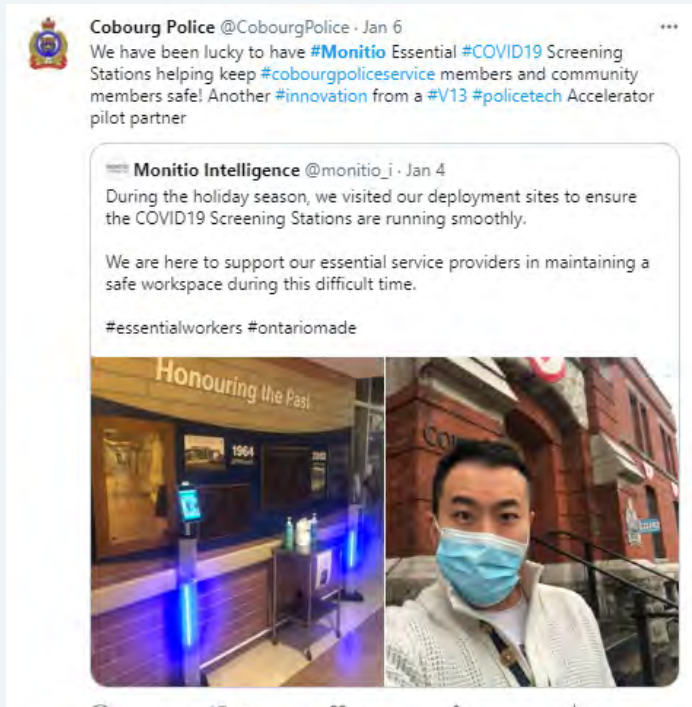 Cobourg Police @CobourgPolice · Jan 6
We have been lucky to have #Monitio Essential #COVID19 Screening
Stations helping keep #cobourgpoliceservice members and community
members safe! Another #innovation from a #V13 #policetech Accelerator
pilot partner
Monitio Intelligence @monitio_i · Jan 4
During the holiday season, we visited our deployment sites to ensure
the COVID19 Screening Stations are running smoothly.
We are here to support our essential service providers in maintaining a
safe workspace during this difficult time.
#essentialworkers #ontariomade
Honouring the Past
1964